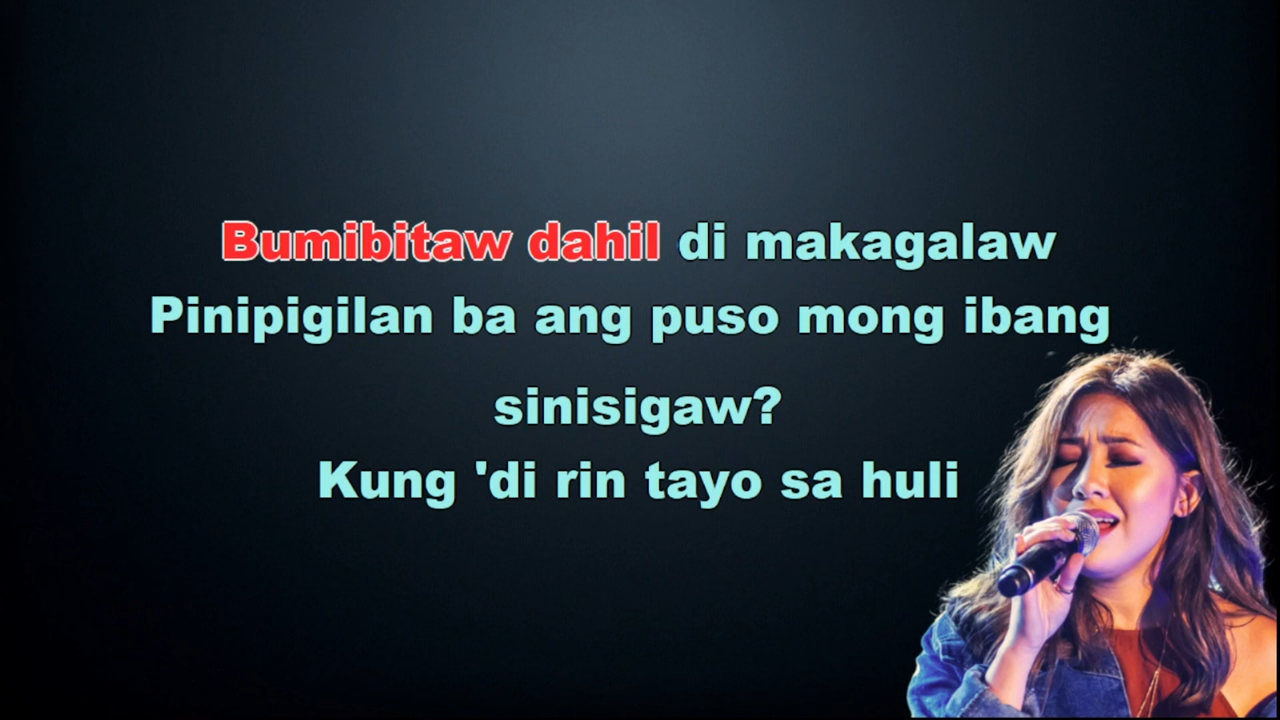 Bumibitaw dahil di makagalaw
Pinipigilan ba ang puso mong ibang
sinisigaw?
Kung 'di rin tayo sa huli